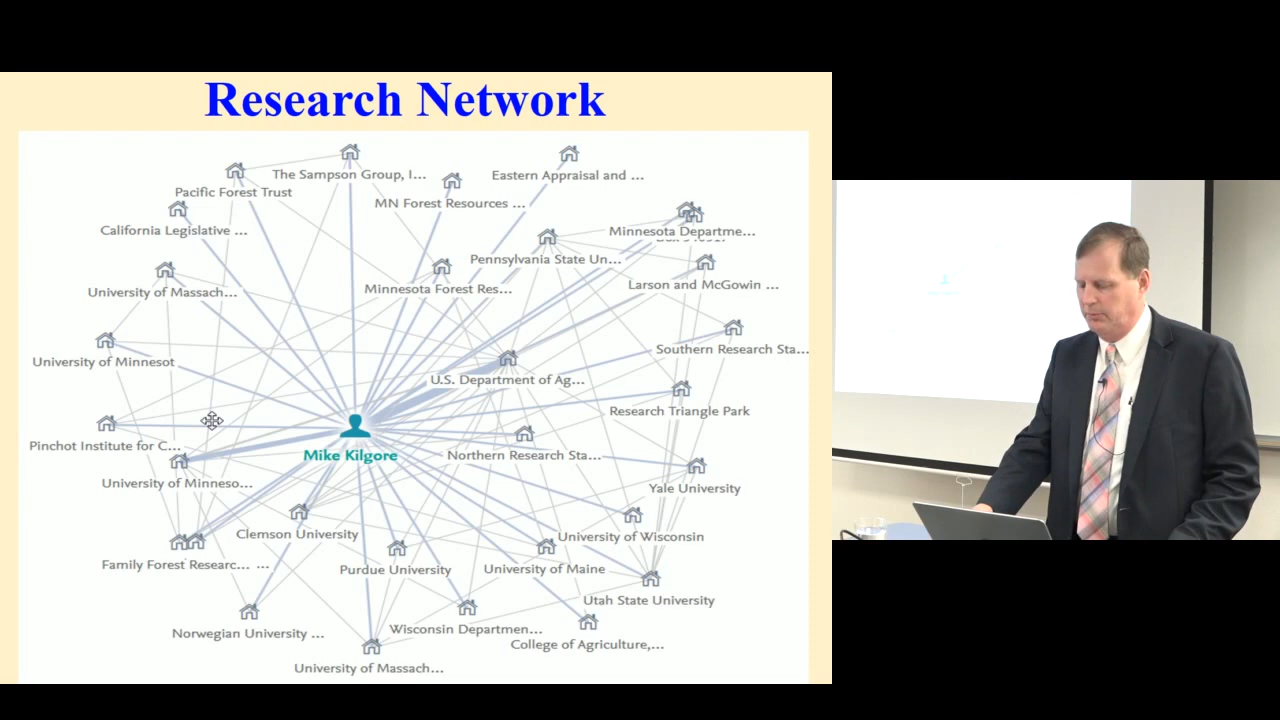 Research Network
The Sampson Group, I...
Eastern Appraisal and ...
Pacific Forest Trust
MN Forest Resources ...
California Legislative ...
Minnesota Departme...
Pennsylvania State Un...
Minnesota Forest Res...
Larson and McGowin ...
University of Massach...
Southern Research Sta...
University of Minnesot
U.S. Department of Ag...
Research Triangle Park
Pinchot Institute for C...
Mike Kilgore
Northern Research Sta...
University of Minneso...
Yale University
Clemson University
University of Wisconsin
Family Forest Researc... ...
Purdue University
University of Maine
Utah State University
Norwegian University ...
Wisconsin Departmen...
College of Agriculture,...
University of Massach...